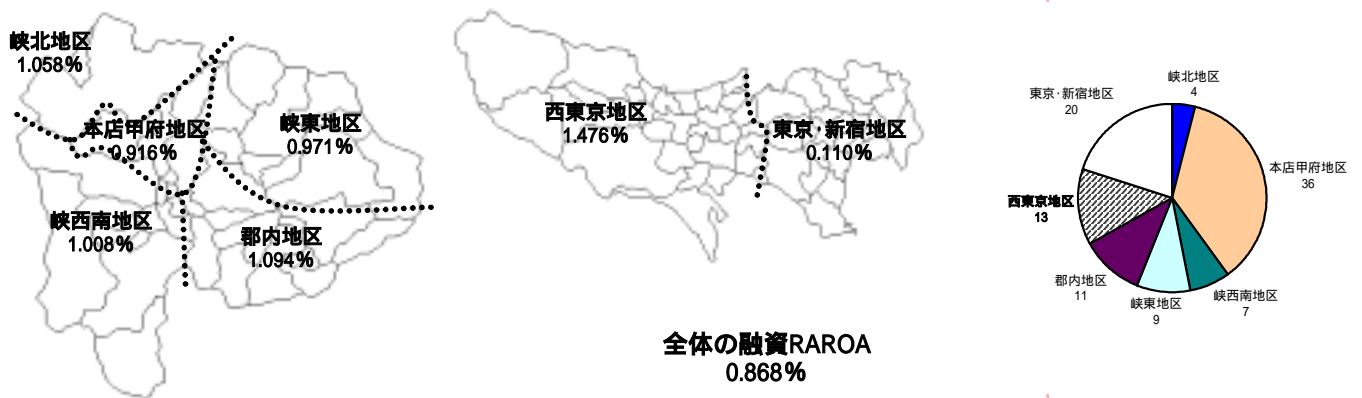 峡北地区
1.058%
本店甲府地区
0.916%
峡東地区
0.971%
峡西南地区
1.008%
郡内地区
1.094%
西東京地区
1.476%
東京･新宿地区
0.110%
全体の融資RAROA
0.868%
峡北地区
4
本店甲府地区
36
峡西南地区
7
峡東地区
9
郡内地区
11
西東京地区
13
東京･新宿地区
20